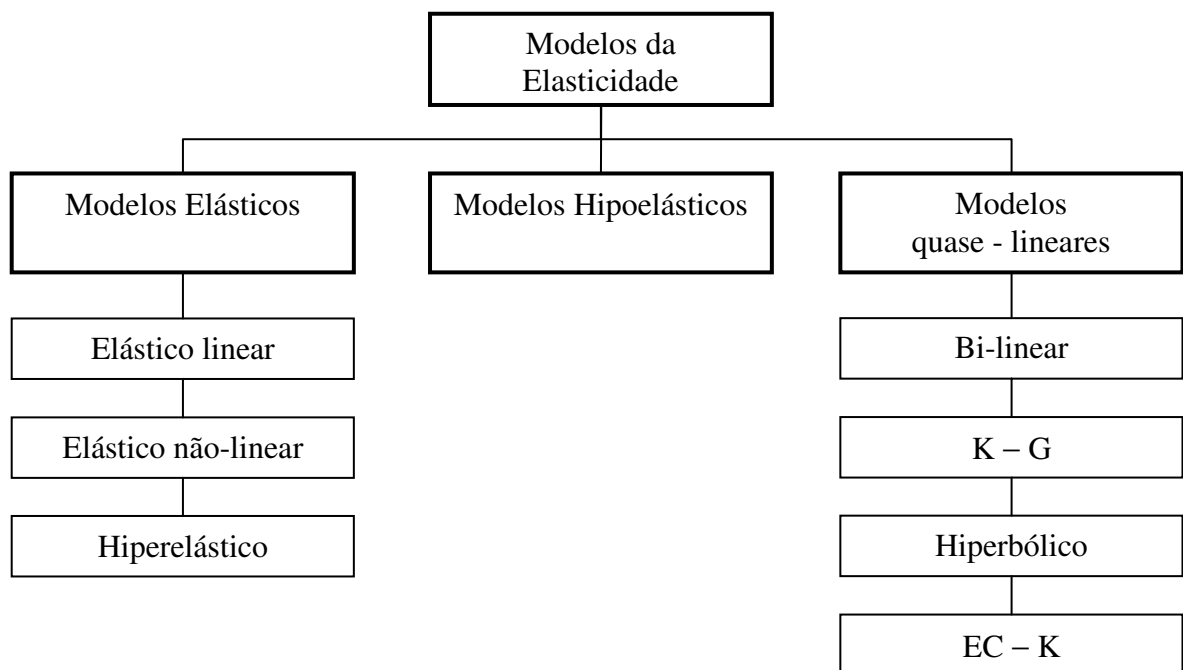 Modelos da
Elasticidade
Modelos Elásticos
Modelos Hipoelásticos
Modelos
quase - lineares
Elástico linear
Elástico não-linear
Hiperelástico
Bi-linear
K – G
Hiperbólico
EC – K